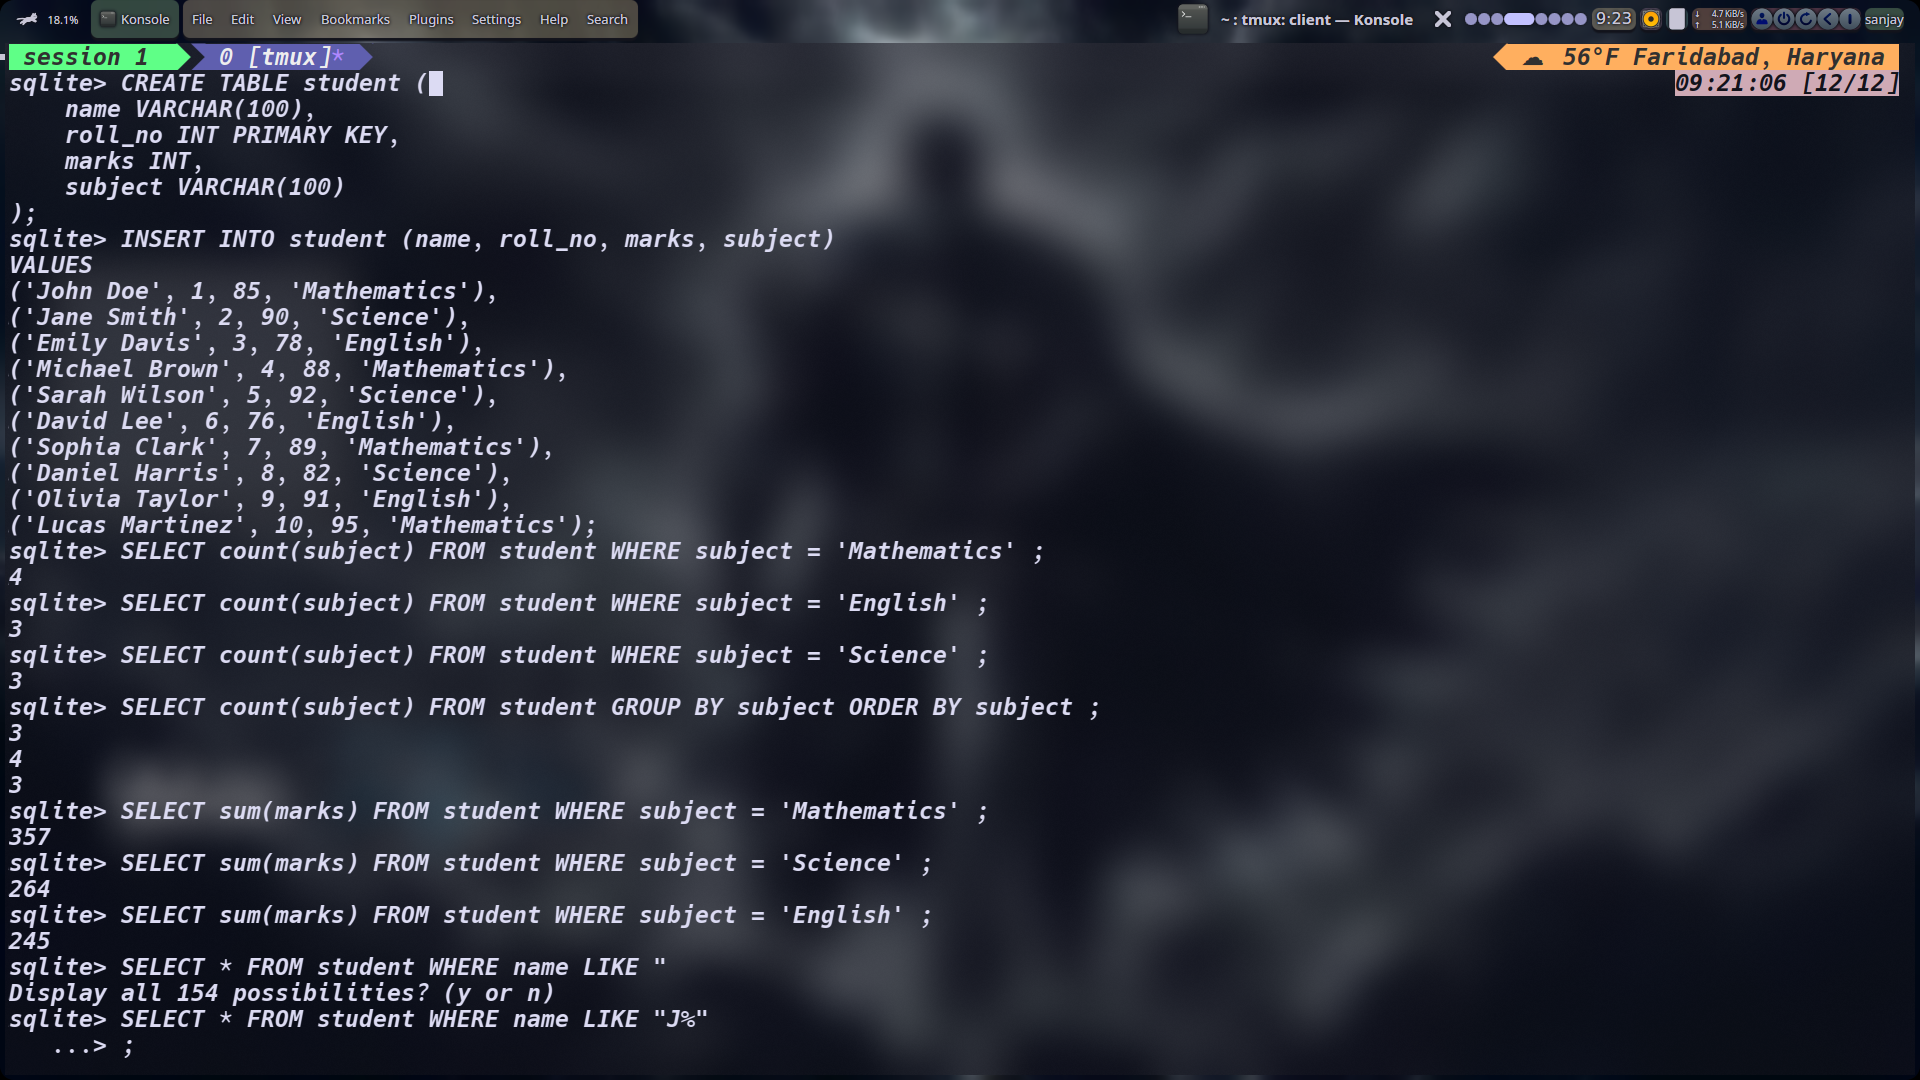 18.1% Konsole File Edit View Bookmarks Plugins Settings Help Search ~ : tmux: client — Konsole 9:23 ↓ 4.7 KiB/s ↑ 5.1 KiB/s sanjay
session 1 0 [tmux]* 56°F Faridabad, Haryana
sqlite> CREATE TABLE student ( 09:21:06 [12/12]
    name VARCHAR(100),
    roll_no INT PRIMARY KEY,
    marks INT,
    subject VARCHAR(100)
);
sqlite> INSERT INTO student (name, roll_no, marks, subject)
VALUES
('John Doe', 1, 85, 'Mathematics'),
('Jane Smith', 2, 90, 'Science'),
('Emily Davis', 3, 78, 'English'),
('Michael Brown', 4, 88, 'Mathematics'),
('Sarah Wilson', 5, 92, 'Science'),
('David Lee', 6, 76, 'English'),
('Sophia Clark', 7, 89, 'Mathematics'),
('Daniel Harris', 8, 82, 'Science'),
('Olivia Taylor', 9, 91, 'English'),
('Lucas Martinez', 10, 95, 'Mathematics');
sqlite> SELECT count(subject) FROM student WHERE subject = 'Mathematics' ;
4
sqlite> SELECT count(subject) FROM student WHERE subject = 'English' ;
3
sqlite> SELECT count(subject) FROM student WHERE subject = 'Science' ;
3
sqlite> SELECT count(subject) FROM student GROUP BY subject ORDER BY subject ;
3
4
3
sqlite> SELECT sum(marks) FROM student WHERE subject = 'Mathematics' ;
357
sqlite> SELECT sum(marks) FROM student WHERE subject = 'Science' ;
264
sqlite> SELECT sum(marks) FROM student WHERE subject = 'English' ;
245
sqlite> SELECT * FROM student WHERE name LIKE "
Display all 154 possibilities? (y or n)
sqlite> SELECT * FROM student WHERE name LIKE "J%"
   ...> ;